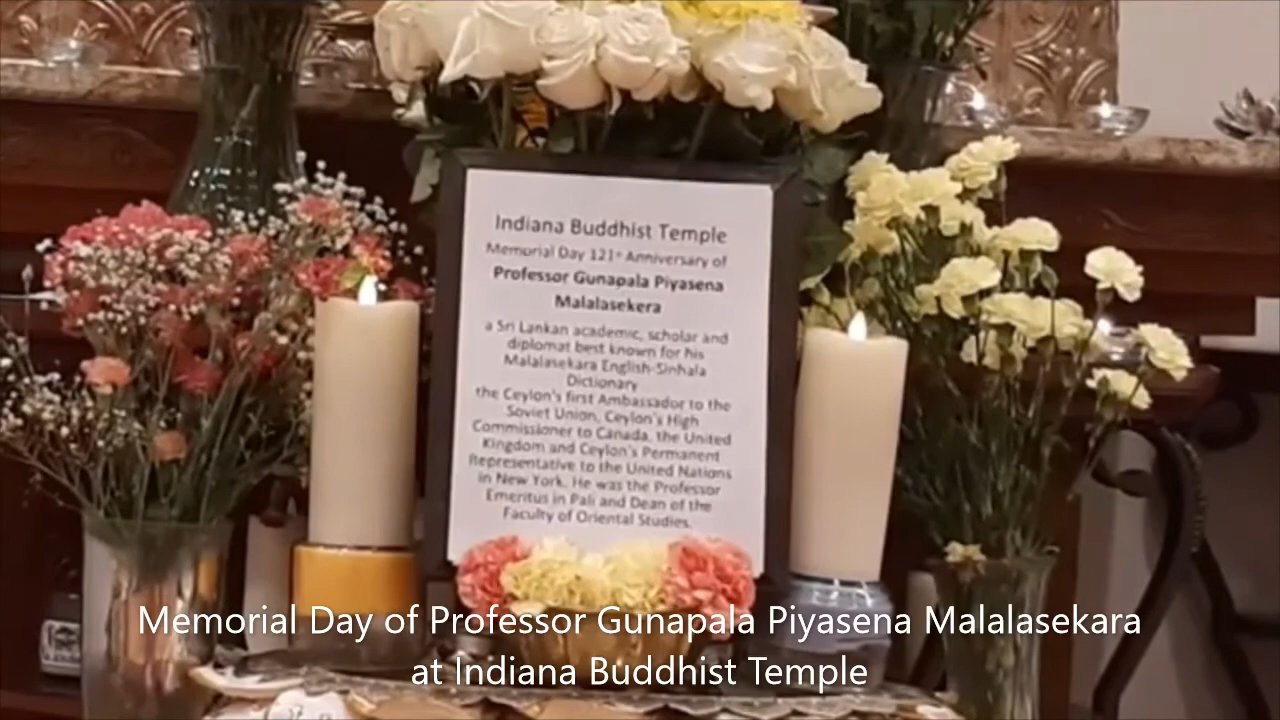 Indiana Buddhist Temple
Memorial Day 121st Anniversary of
Professor Gunapala Piyasena
Malalasekera
a Sri Lankan academic, scholar and
diplomat best known for his
Malalasekara English-Sinhala
Dictionary
the Ceylon's first Ambassador to the
Soviet Union, Ceylon's High
Commissioner to Canada, the United
Kingdom and Ceylon's Permanent
Representative to the United Nations
in New York. He was the Professor
Emeritus in Pali and Dean of the
Faculty of Oriental Studies.
Memorial Day of Professor Gunapala Piyasena Malalasekara
at Indiana Buddhist Temple